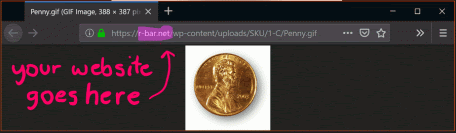 Penny.gif (GIF Image, 388 × 387 pi
https://r-bar.net/wp-content/uploads/SKU/1-C/Penny.gif
your website
goes here